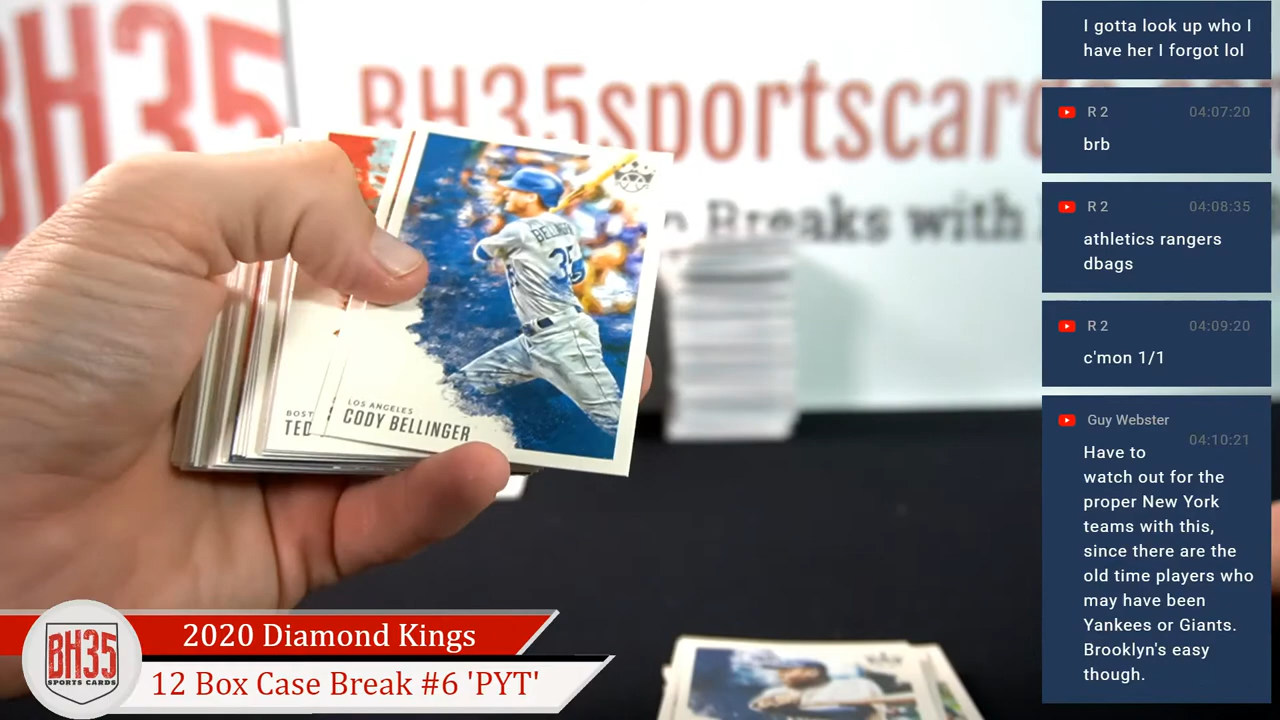 BH35
BH35sportscards
Breaks with
BELLINGER
35
LOS ANGELES
CODY BELLINGER
BOST
TED
2020 Diamond Kings
12 Box Case Break #6 'PYT'
BH35
SPORTS CARDS
I gotta look up who I
have her I forgot lol
R 2 04:07:20
brb
R 2 04:08:35
athletics rangers
dbags
R 2 04:09:20
c'mon 1/1
Guy Webster
04:10:21
Have to
watch out for the
proper New York
teams with this,
since there are the
old time players who
may have been
Yankees or Giants.
Brooklyn's easy
though.